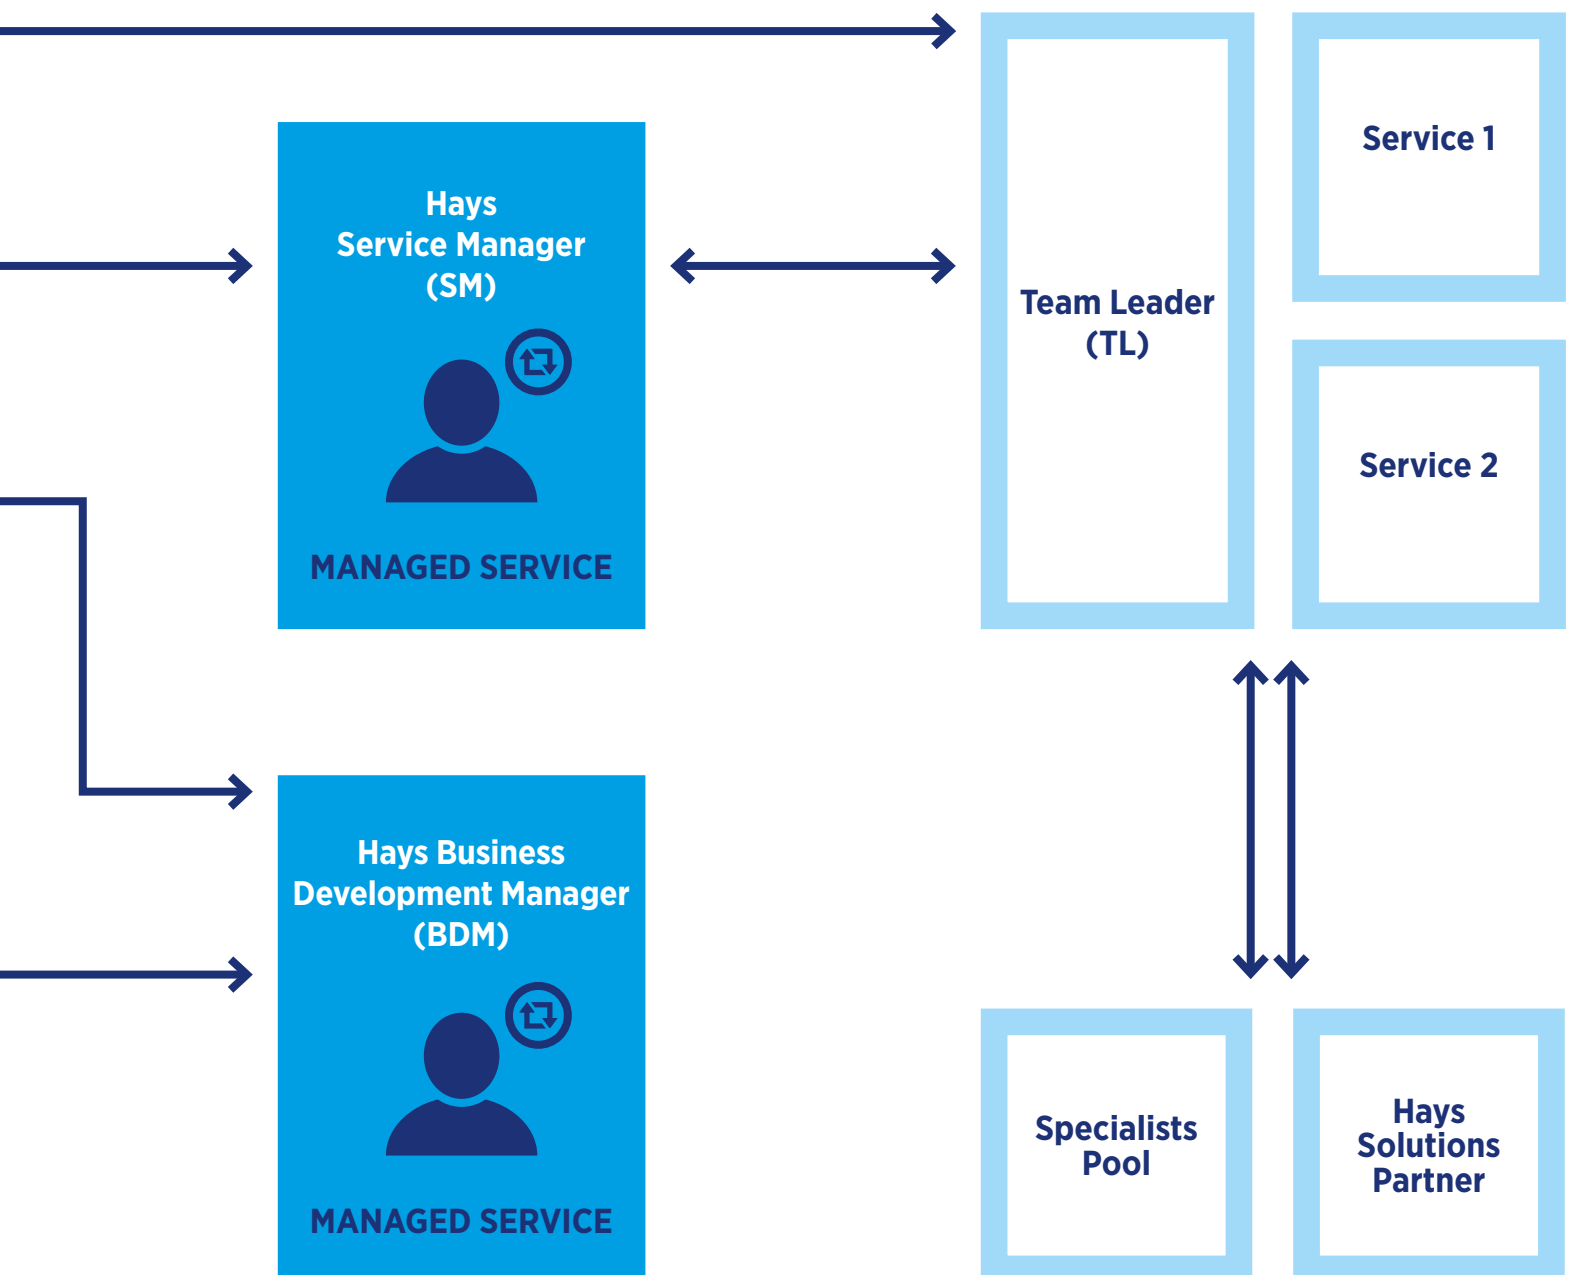 Hays
Service Manager
(SM)
MANAGED SERVICE
Team Leader
(TL)
Service 1
Service 2
Hays Business
Development Manager
(BDM)
MANAGED SERVICE
Specialists
Pool
Hays
Solutions
Partner